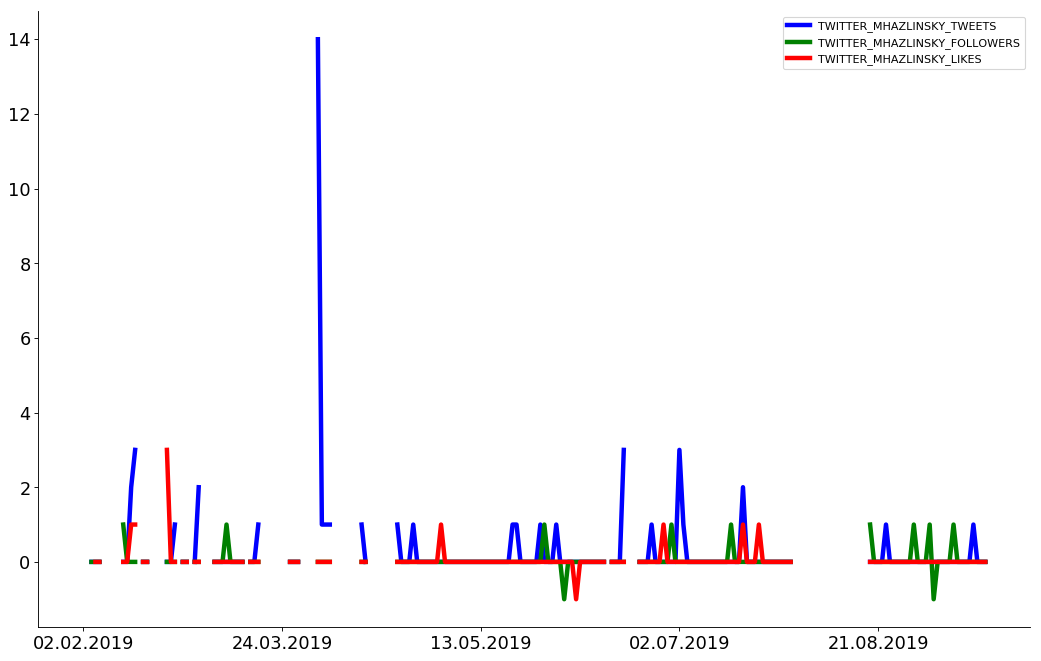 TWITTER_MHAZLINSKY_TWEETS
TWITTER_MHAZLINSKY_FOLLOWERS
TWITTER_MHAZLINSKY_LIKES
14
12
10
8
6
4
2
0
02.02.2019 24.03.2019 13.05.2019 02.07.2019 21.08.2019